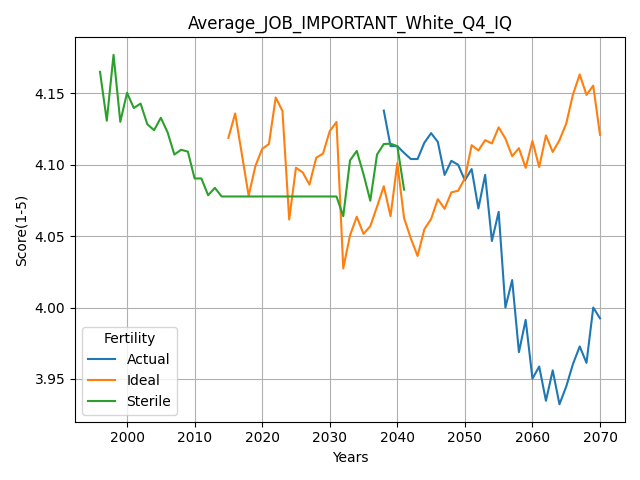 Average_JOB_IMPORTANT_White_Q4_IQ
Score(1-5)
4.15
4.10
4.05
4.00
3.95
Fertility
Actual
Ideal
Sterile
2000 2010 2020 2030 2040 2050 2060 2070
Years